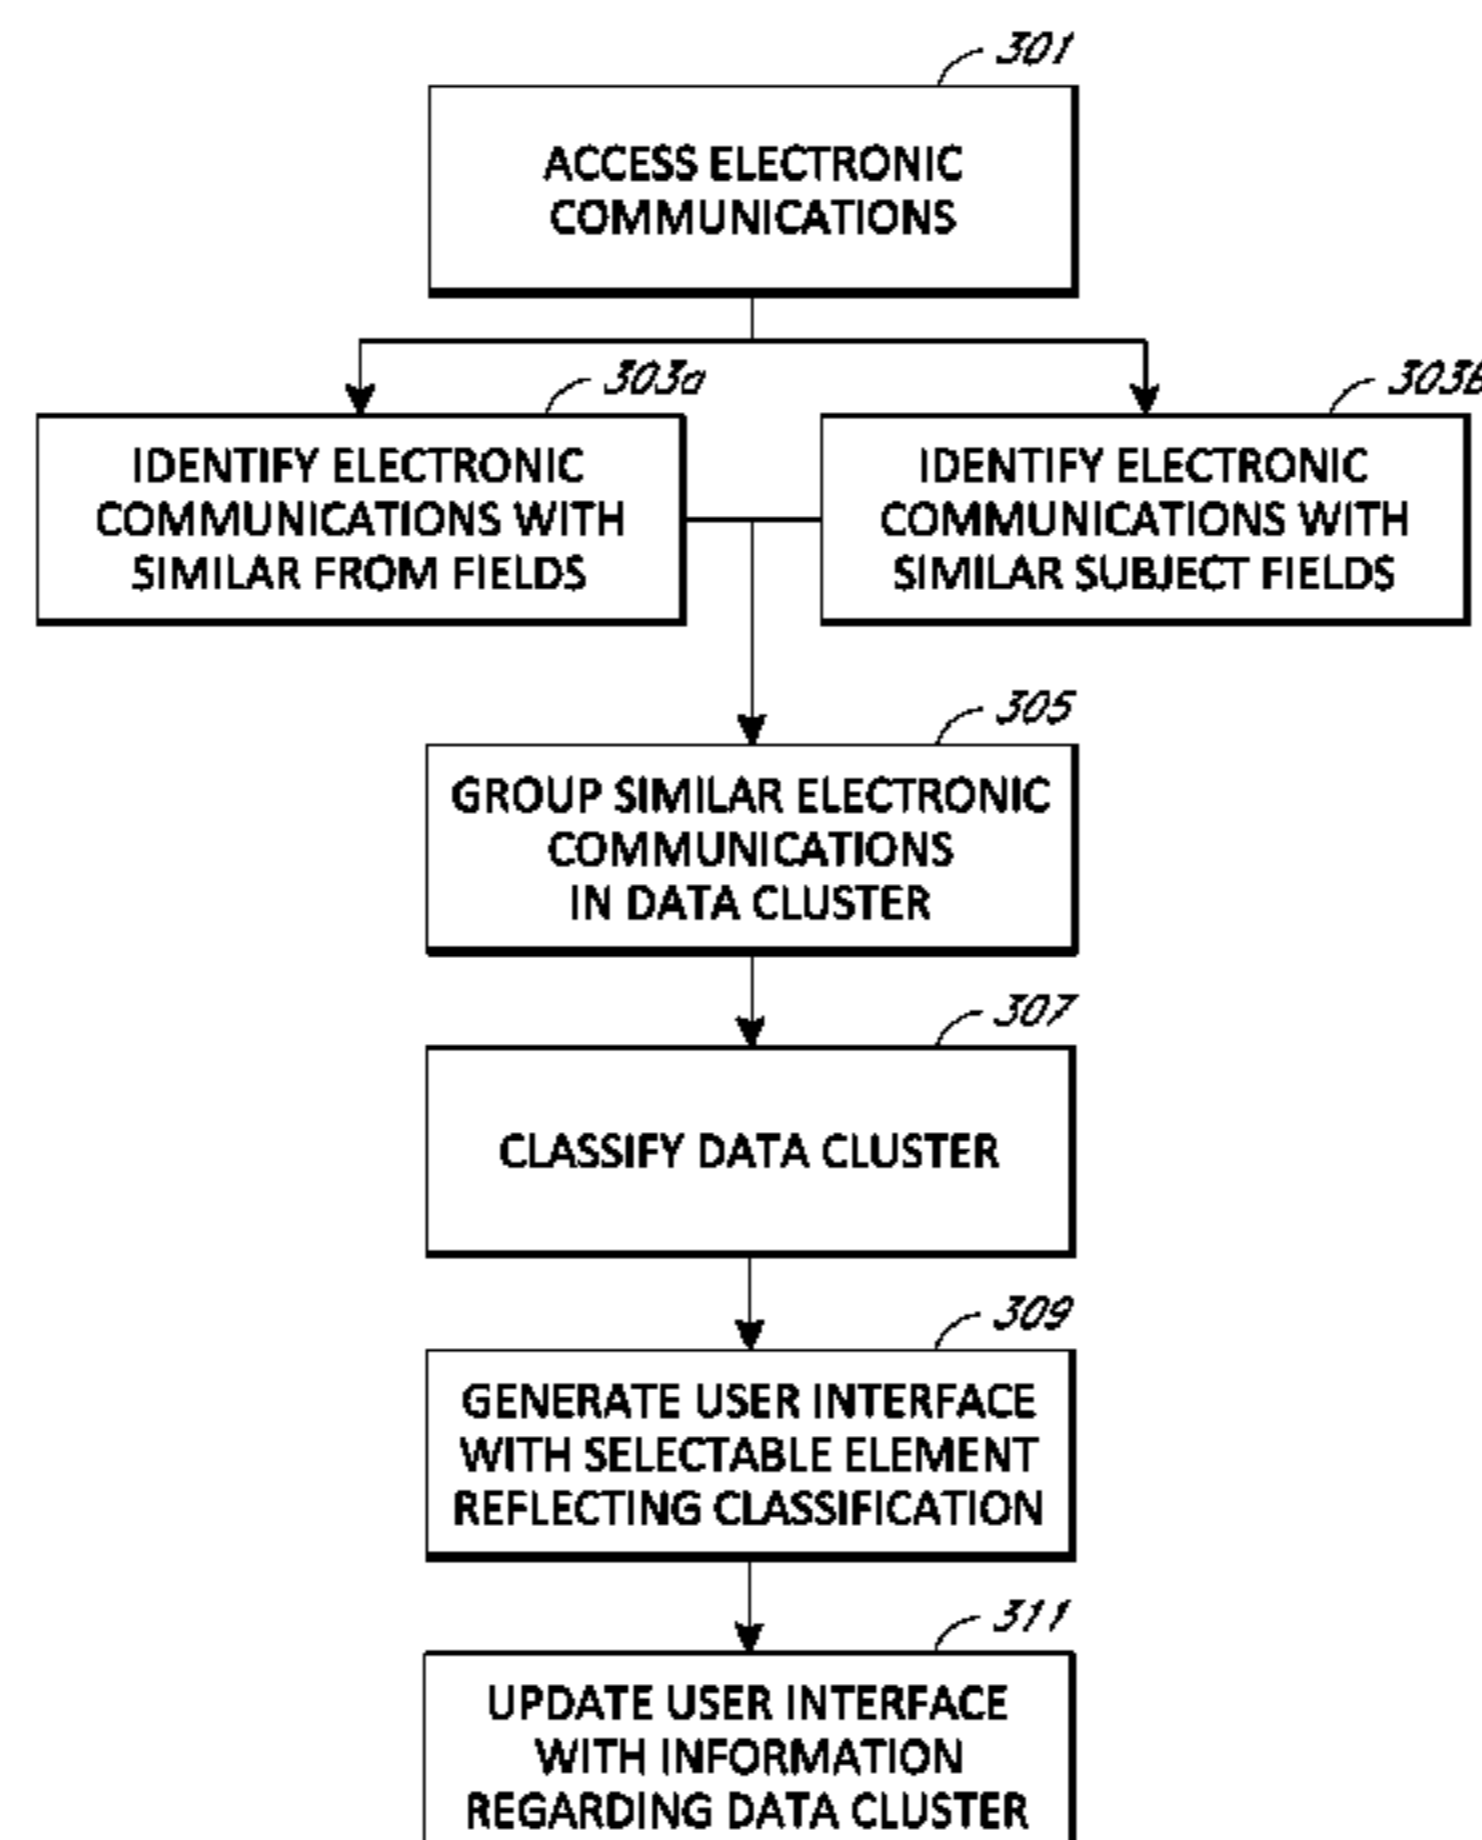 301
ACCESS ELECTRONIC
COMMUNICATIONS
303a
IDENTIFY ELECTRONIC
COMMUNICATIONS WITH
SIMILAR FROM FIELDS
303b
IDENTIFY ELECTRONIC
COMMUNICATIONS WITH
SIMILAR SUBJECT FIELDS
305
GROUP SIMILAR ELECTRONIC
COMMUNICATIONS
IN DATA CLUSTER
307
CLASSIFY DATA CLUSTER
309
GENERATE USER INTERFACE
WITH SELECTABLE ELEMENT
REFLECTING CLASSIFICATION
311
UPDATE USER INTERFACE
WITH INFORMATION
REGARDING DATA CLUSTER